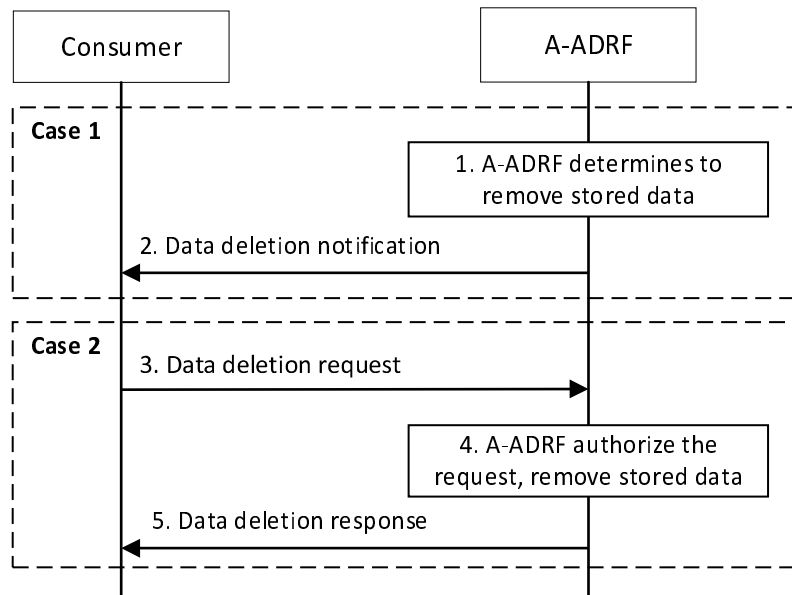 Consumer
A-ADRF
Case 1
1. A-ADRF determines to
remove stored data
2. Data deletion notification
Case 2
3. Data deletion request
4. A-ADRF authorize the
request, remove stored data
5. Data deletion response